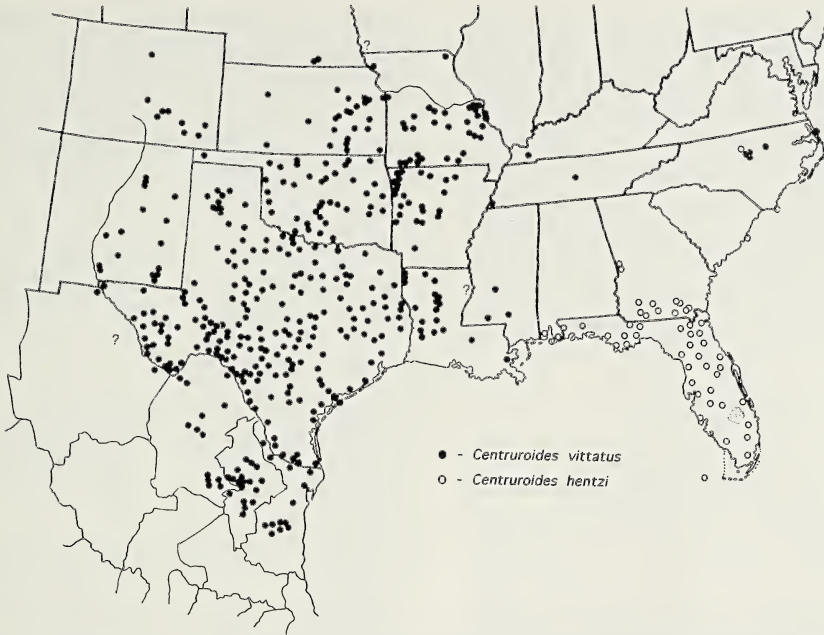 ?
?
?
● - Centruroides vittatus
○ - Centruroides hentzi